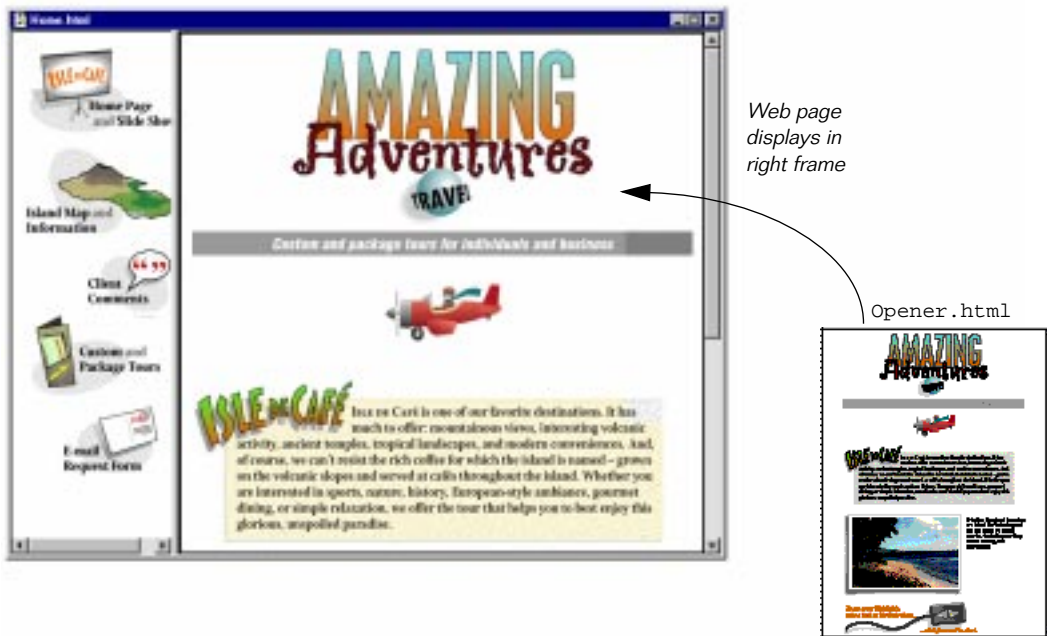 Home.html
ISLE DE CAFÉ
Home Page
and Slide Sho
Island Map and
Information
Client
Comments
Custom and
Package Tours
E-mail
Request Form
AMAZING
Adventures
TRAVEL
Custom and package tours for individuals and business
ISLE DE CAFÉ
ISLE DE CAFÉ is one of our favorite destinations. It has
much to offer: mountainous views, interesting volcanic
activity, ancient temples, tropical landscapes, and modern conveniences. And,
of course, we can't resist the rich coffee for which the island is named – grown
on the volcanic slopes and served at cafés throughout the island. Whether you
are interested in sports, nature, history, European-style ambiance, gourmet
dining, or simple relaxation, we offer the tour that helps you to best enjoy this
glorious, unspoiled paradise.
Web page
displays in
right frame
Opener.html
AMAZING
Adventures
ISLE DE CAFÉ